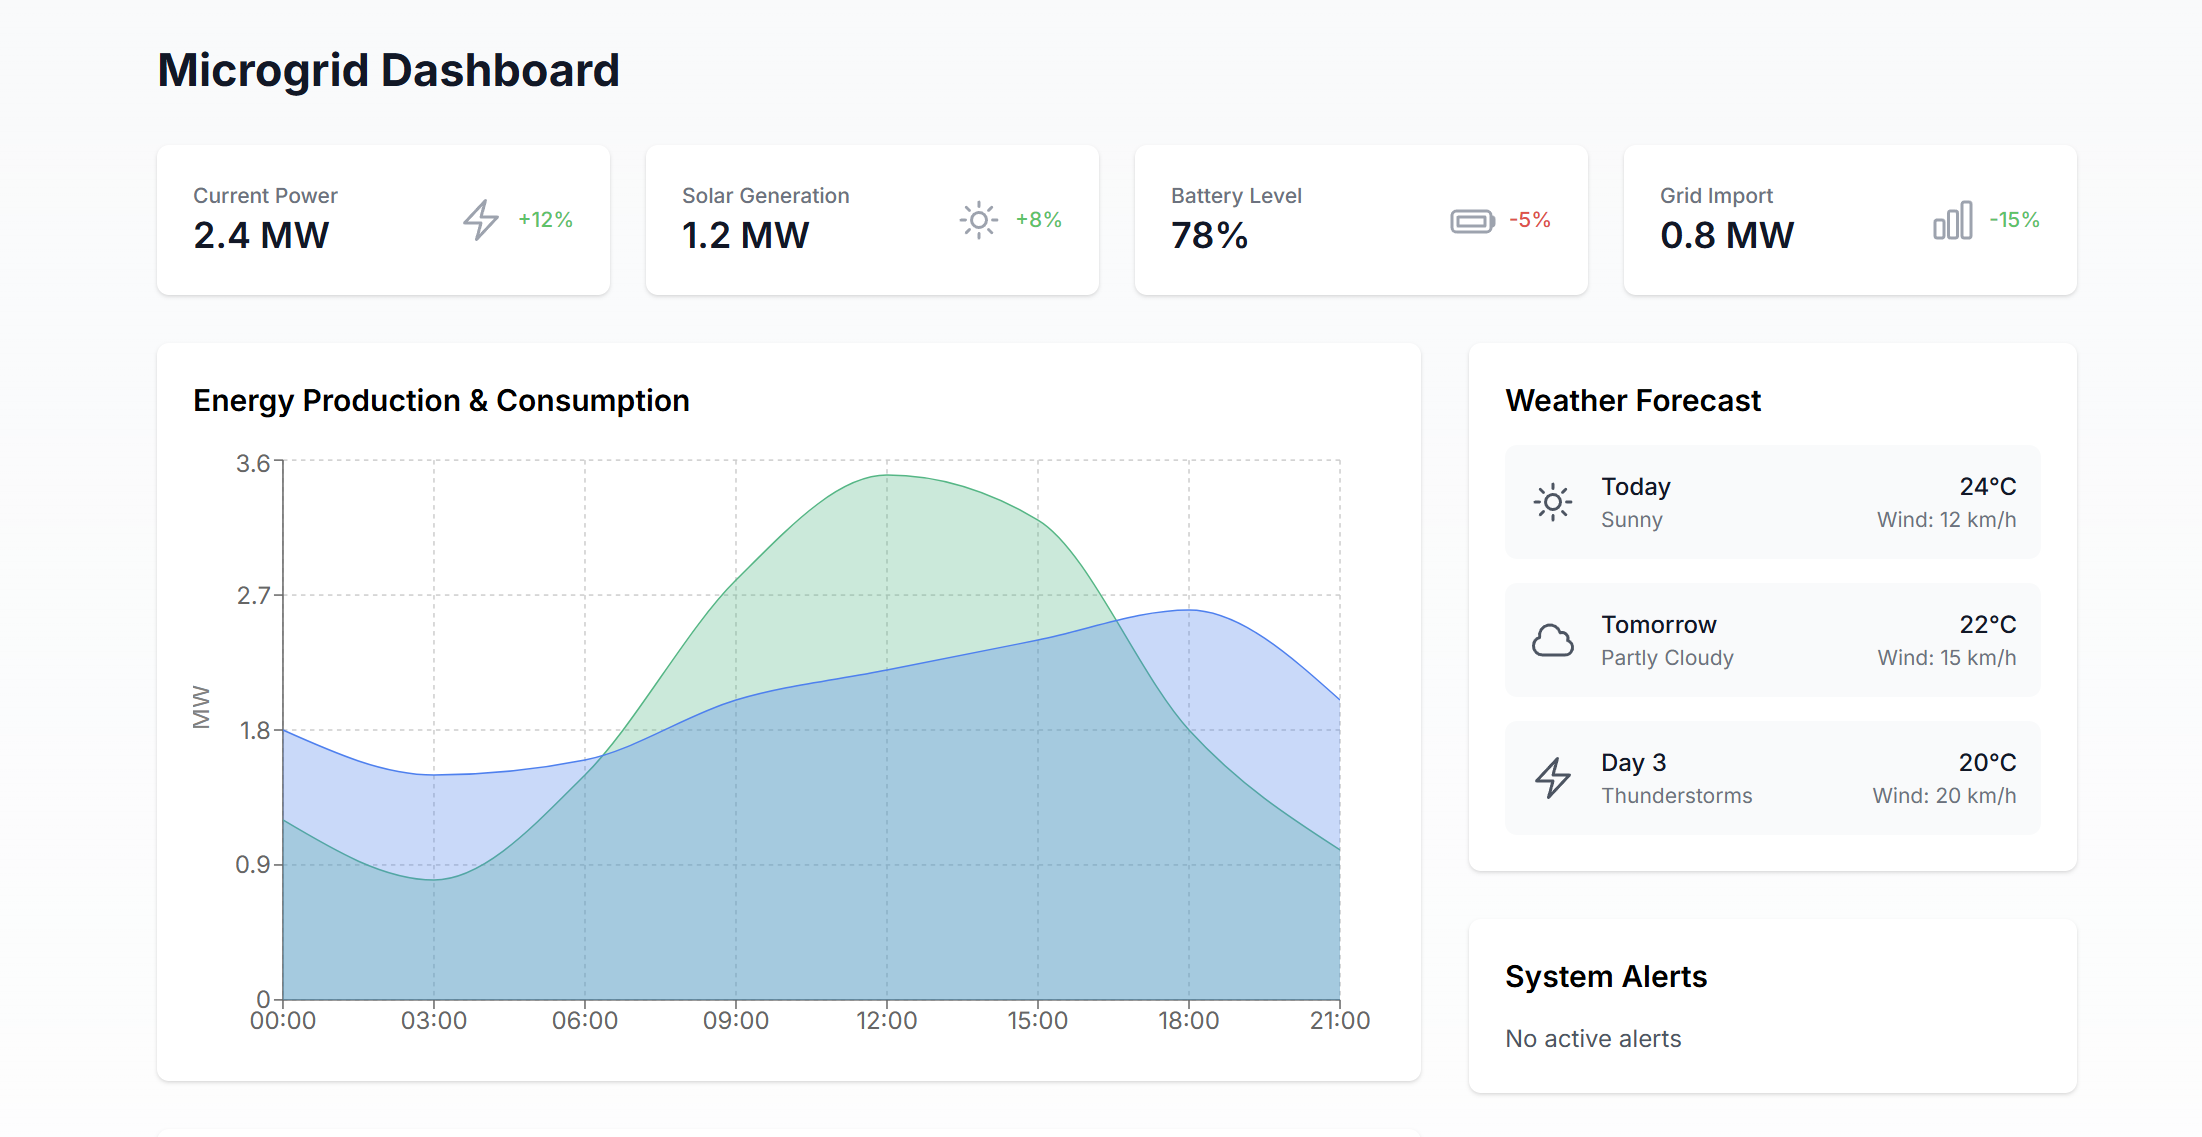 Microgrid Dashboard
Current Power
2.4 MW
+12%
Solar Generation
1.2 MW
+8%
Battery Level
78%
-5%
Grid Import
0.8 MW
-15%
Energy Production & Consumption
MW
3.6
2.7
1.8
0.9
0
00:00 03:00 06:00 09:00 12:00 15:00 18:00 21:00
Weather Forecast
Today 24°C
Sunny Wind: 12 km/h
Tomorrow 22°C
Partly Cloudy Wind: 15 km/h
Day 3 20°C
Thunderstorms Wind: 20 km/h
System Alerts
No active alerts